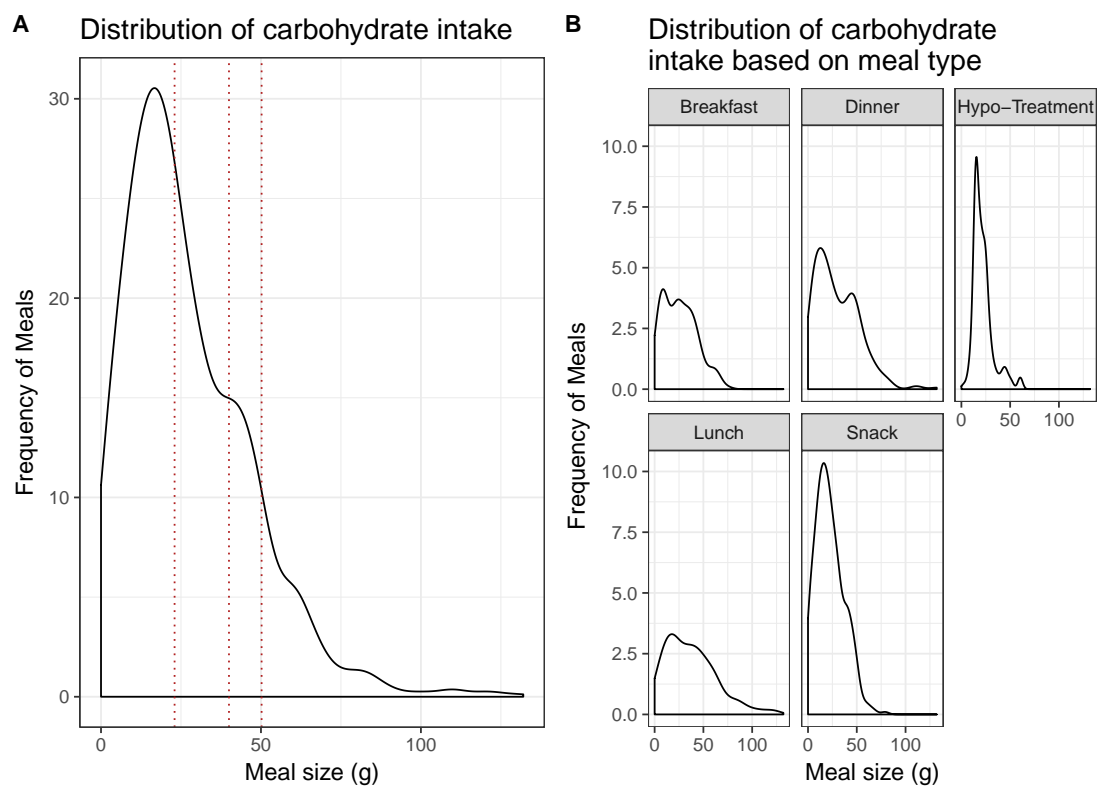 A
Distribution of carbohydrate intake
Frequency of Meals
30
20
10
0
0 50 100
Meal size (g)
B
Distribution of carbohydrate
intake based on meal type
Frequency of Meals
Breakfast Dinner Hypo−Treatment
10.0
7.5
5.0
2.5
0.0
0 50 100
Lunch Snack
10.0
7.5
5.0
2.5
0.0
0 50 100 0 50 100
Meal size (g)